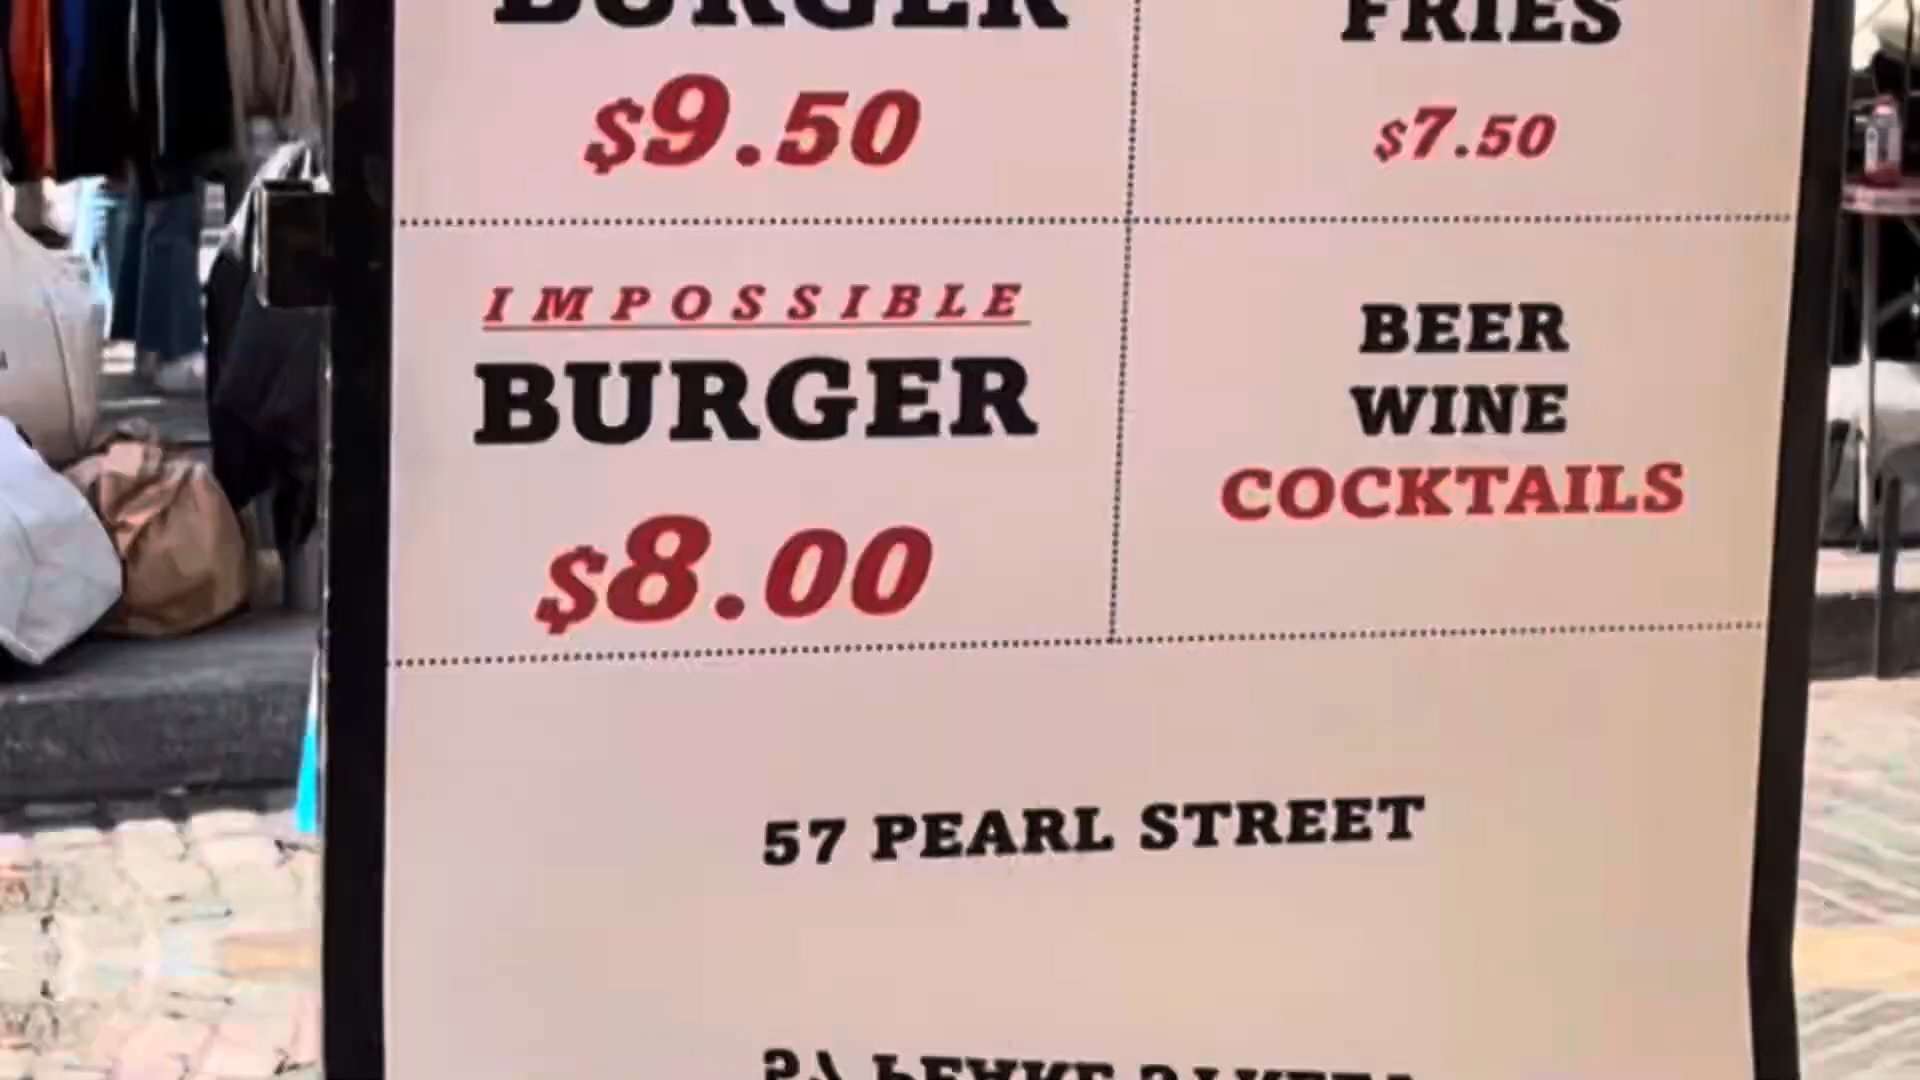 BURGER
$9.50
FRIES
$7.50
IMPOSSIBLE
BURGER
$8.00
BEER
WINE
COCKTAILS
57 PEARL STREET